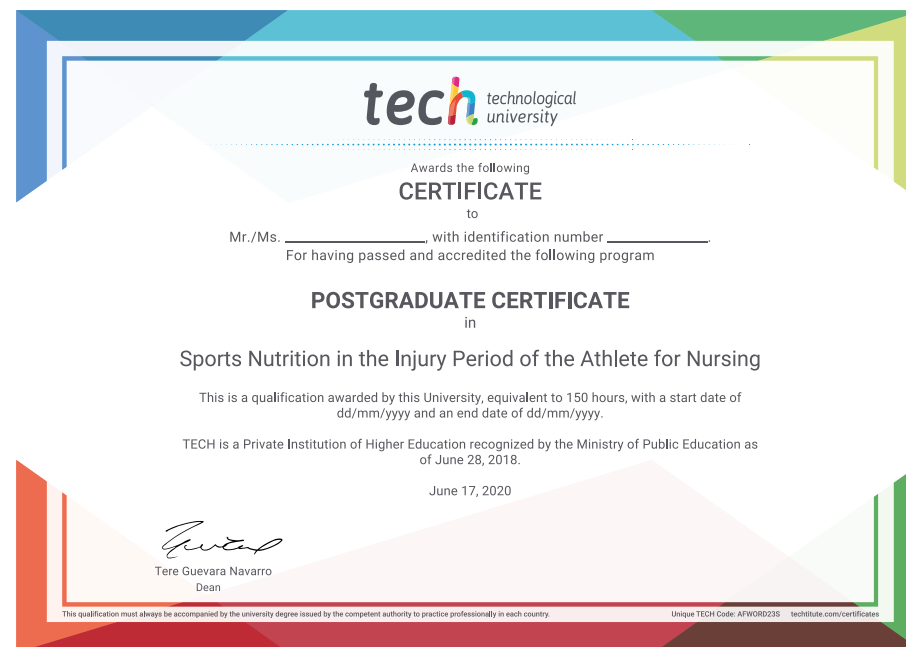 tech technological
university
Awards the following
CERTIFICATE
to
Mr./Ms. ____________________, with identification number ______________.
For having passed and accredited the following program
POSTGRADUATE CERTIFICATE
in
Sports Nutrition in the Injury Period of the Athlete for Nursing
This is a qualification awarded by this University, equivalent to 150 hours, with a start date of
dd/mm/yyyy and an end date of dd/mm/yyyy.
TECH is a Private Institution of Higher Education recognized by the Ministry of Public Education as
of June 28, 2018.
June 17, 2020
Tere Guevara Navarro
Dean
This qualification must always be accompanied by the university degree issued by the competent authority to practice professionally in each country. Unique TECH Code: AFWORD23S techtitute.com/certificates